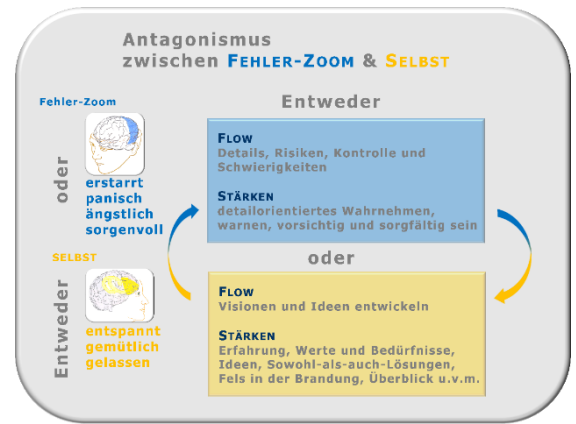 Antagonismus
zwischen FEHLER-ZOOM & SELBST
Fehler-Zoom
oder
erstarrt
panisch
ängstlich
sorgenvoll
Entweder
FLOW
Details, Risiken, Kontrolle und
Schwierigkeiten
STÄRKEN
detailorientiertes Wahrnehmen,
warnen, vorsichtig und sorgfältig sein
oder
SELBST
Entweder
entspannt
gemütlich
gelassen
FLOW
Visionen und Ideen entwickeln
STÄRKEN
Erfahrung, Werte und Bedürfnisse,
Ideen, Sowohl-als-auch-Lösungen,
Fels in der Brandung, Überblick u.v.m.